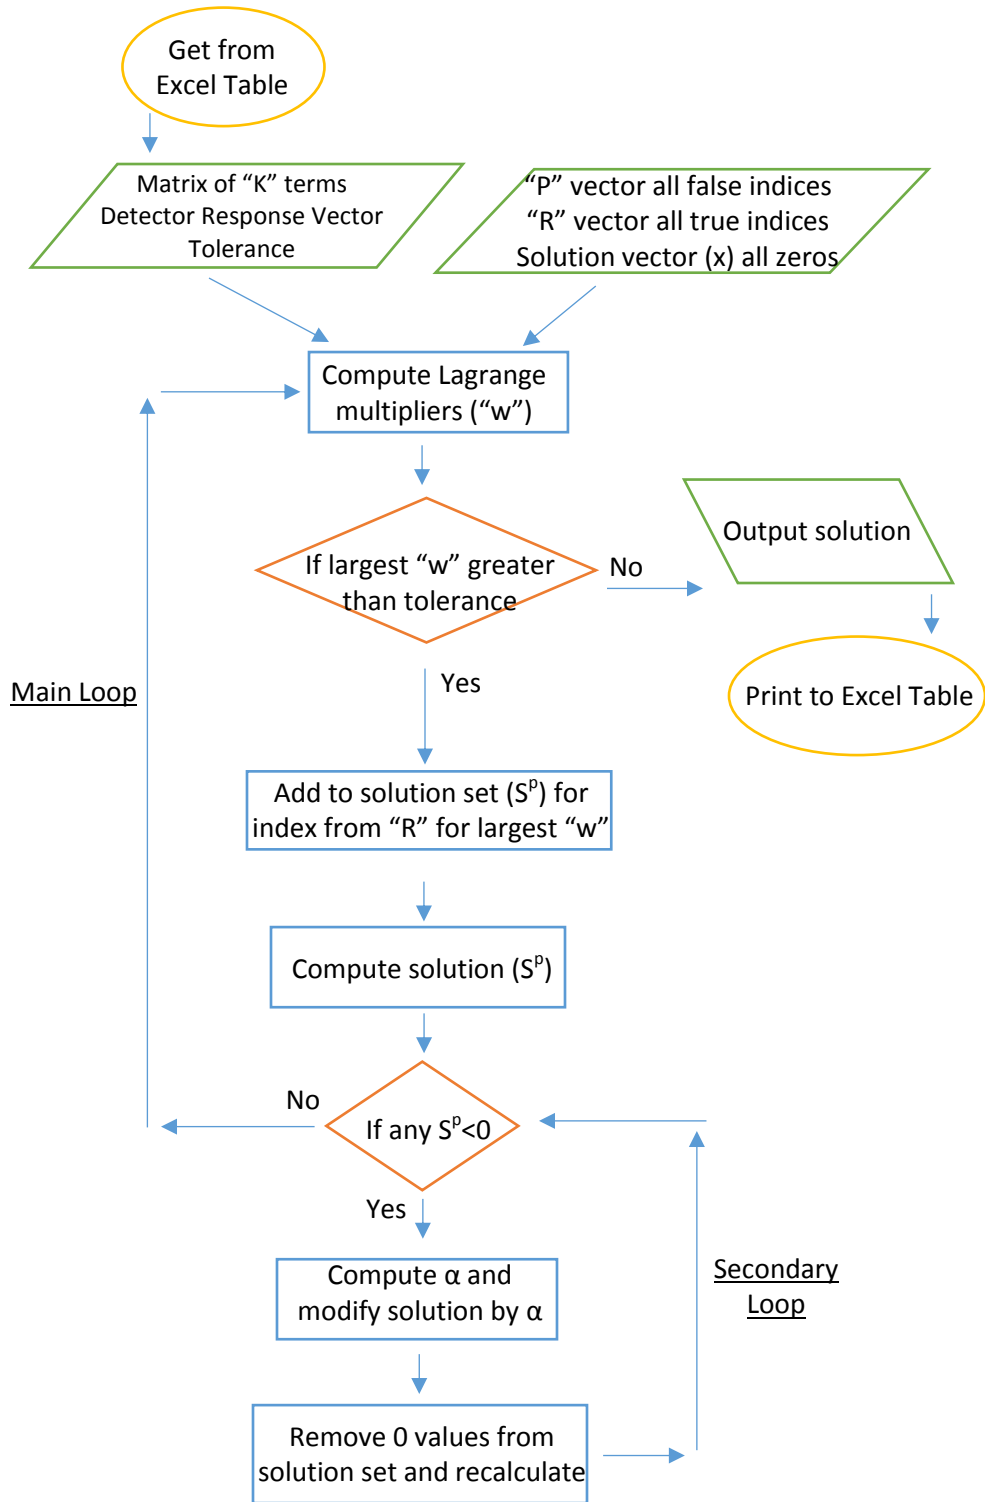 Get from
Excel Table
Matrix of “K” terms
Detector Response Vector
Tolerance
“P” vector all false indices
“R” vector all true indices
Solution vector (x) all zeros
Compute Lagrange
multipliers (“w”)
If largest “w” greater
than tolerance
No
Output solution
Print to Excel Table
Yes
Main Loop
Add to solution set (Sᵖ) for
index from “R” for largest “w”
Compute solution (Sᵖ)
If any Sᵖ<0
No
Yes
Compute α and
modify solution by α
Secondary
Loop
Remove 0 values from
solution set and recalculate